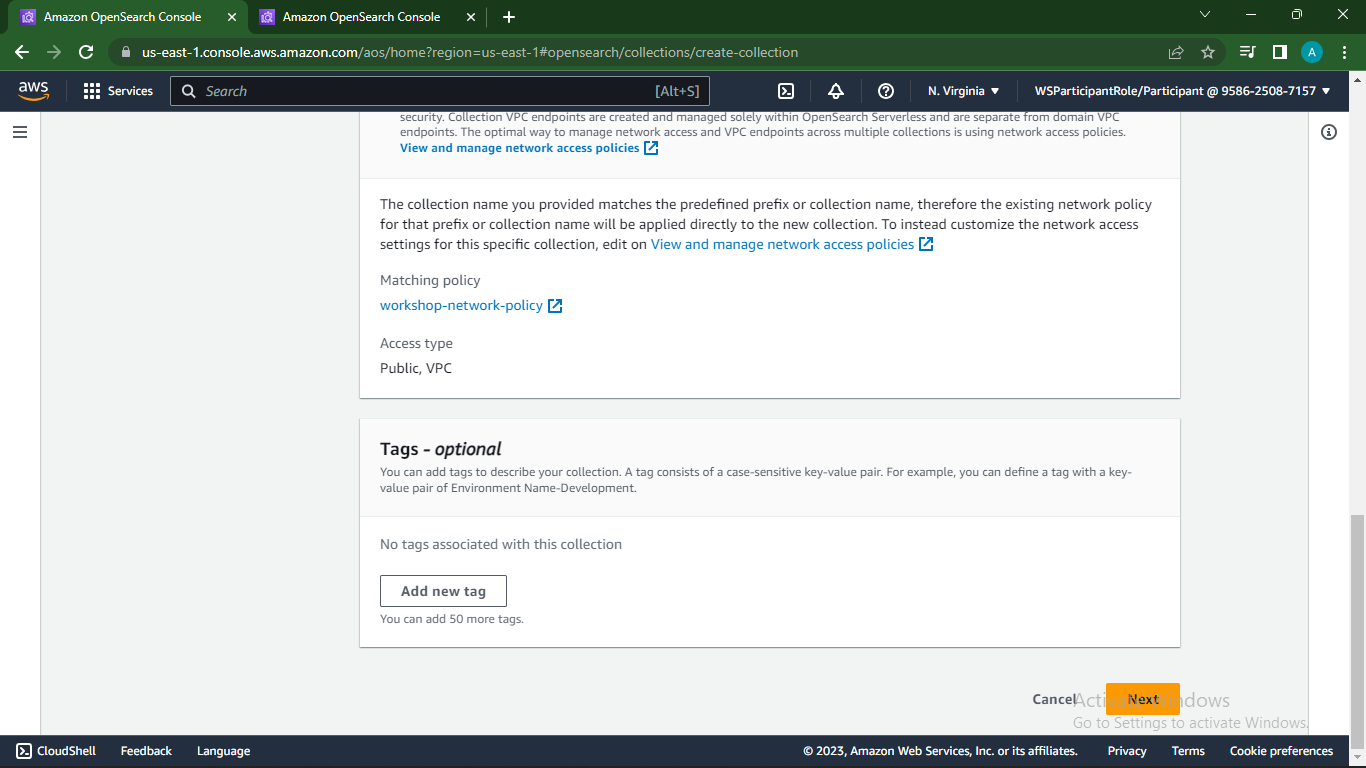 Amazon OpenSearch Console
Amazon OpenSearch Console
us-east-1.console.aws.amazon.com/aos/home?region=us-east-1#opensearch/collections/create-collection
A
aws
Services
Search
[Alt+S]
N. Virginia
WSParticipantRole/Participant @ 9586-2508-7157
security. Collection VPC endpoints are created and managed solely within OpenSearch Serverless and are separate from domain VPC
endpoints. The optimal way to manage network access and VPC endpoints across multiple collections is using network access policies.
View and manage network access policies
The collection name you provided matches the predefined prefix or collection name, therefore the existing network policy
for that prefix or collection name will be applied directly to the new collection. To instead customize the network access
settings for this specific collection, edit on View and manage network access policies
Matching policy
workshop-network-policy
Access type
Public, VPC
Tags - optional
You can add tags to describe your collection. A tag consists of a case-sensitive key-value pair. For example, you can define a tag with a key-
value pair of Environment Name-Development.
No tags associated with this collection
Add new tag
You can add 50 more tags.
Cancel
Next
Activate Windows
Go to Settings to activate Windows.
CloudShell
Feedback
Language
© 2023, Amazon Web Services, Inc. or its affiliates.
Privacy
Terms
Cookie preferences